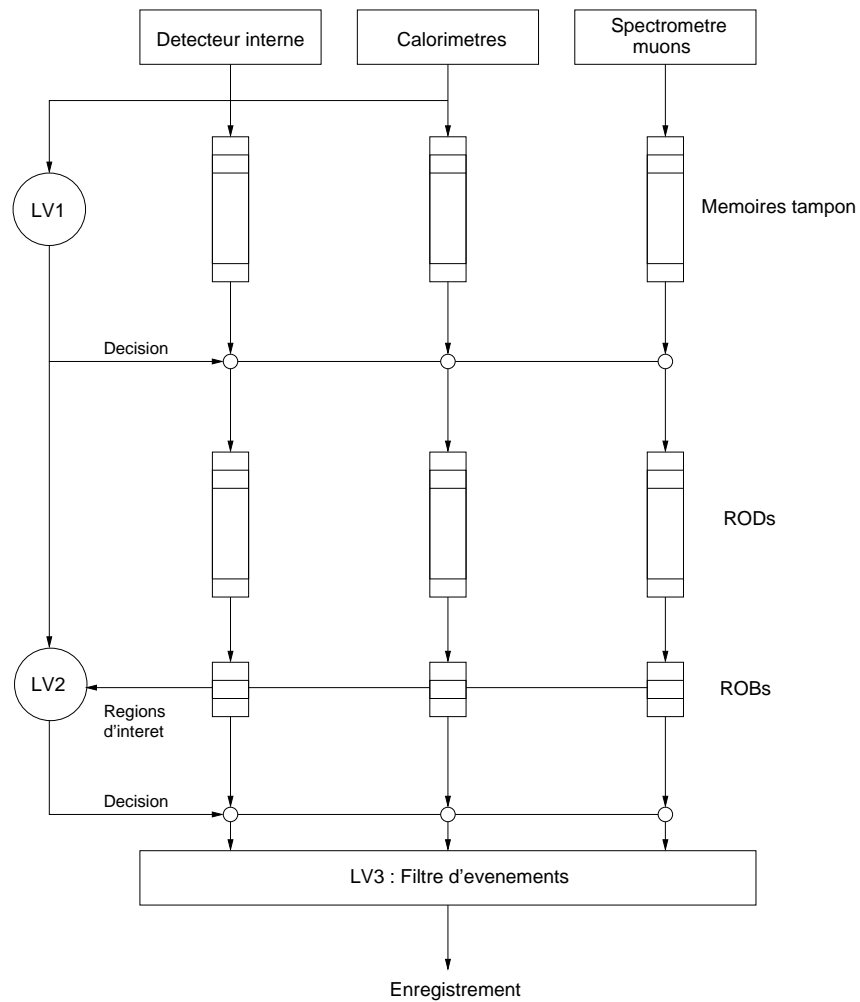 Detecteur interne
Calorimetres
Spectrometre
muons
LV1
Memoires tampon
Decision
RODs
LV2
ROBs
Regions
d'interet
Decision
LV3 : Filtre d'evenements
Enregistrement